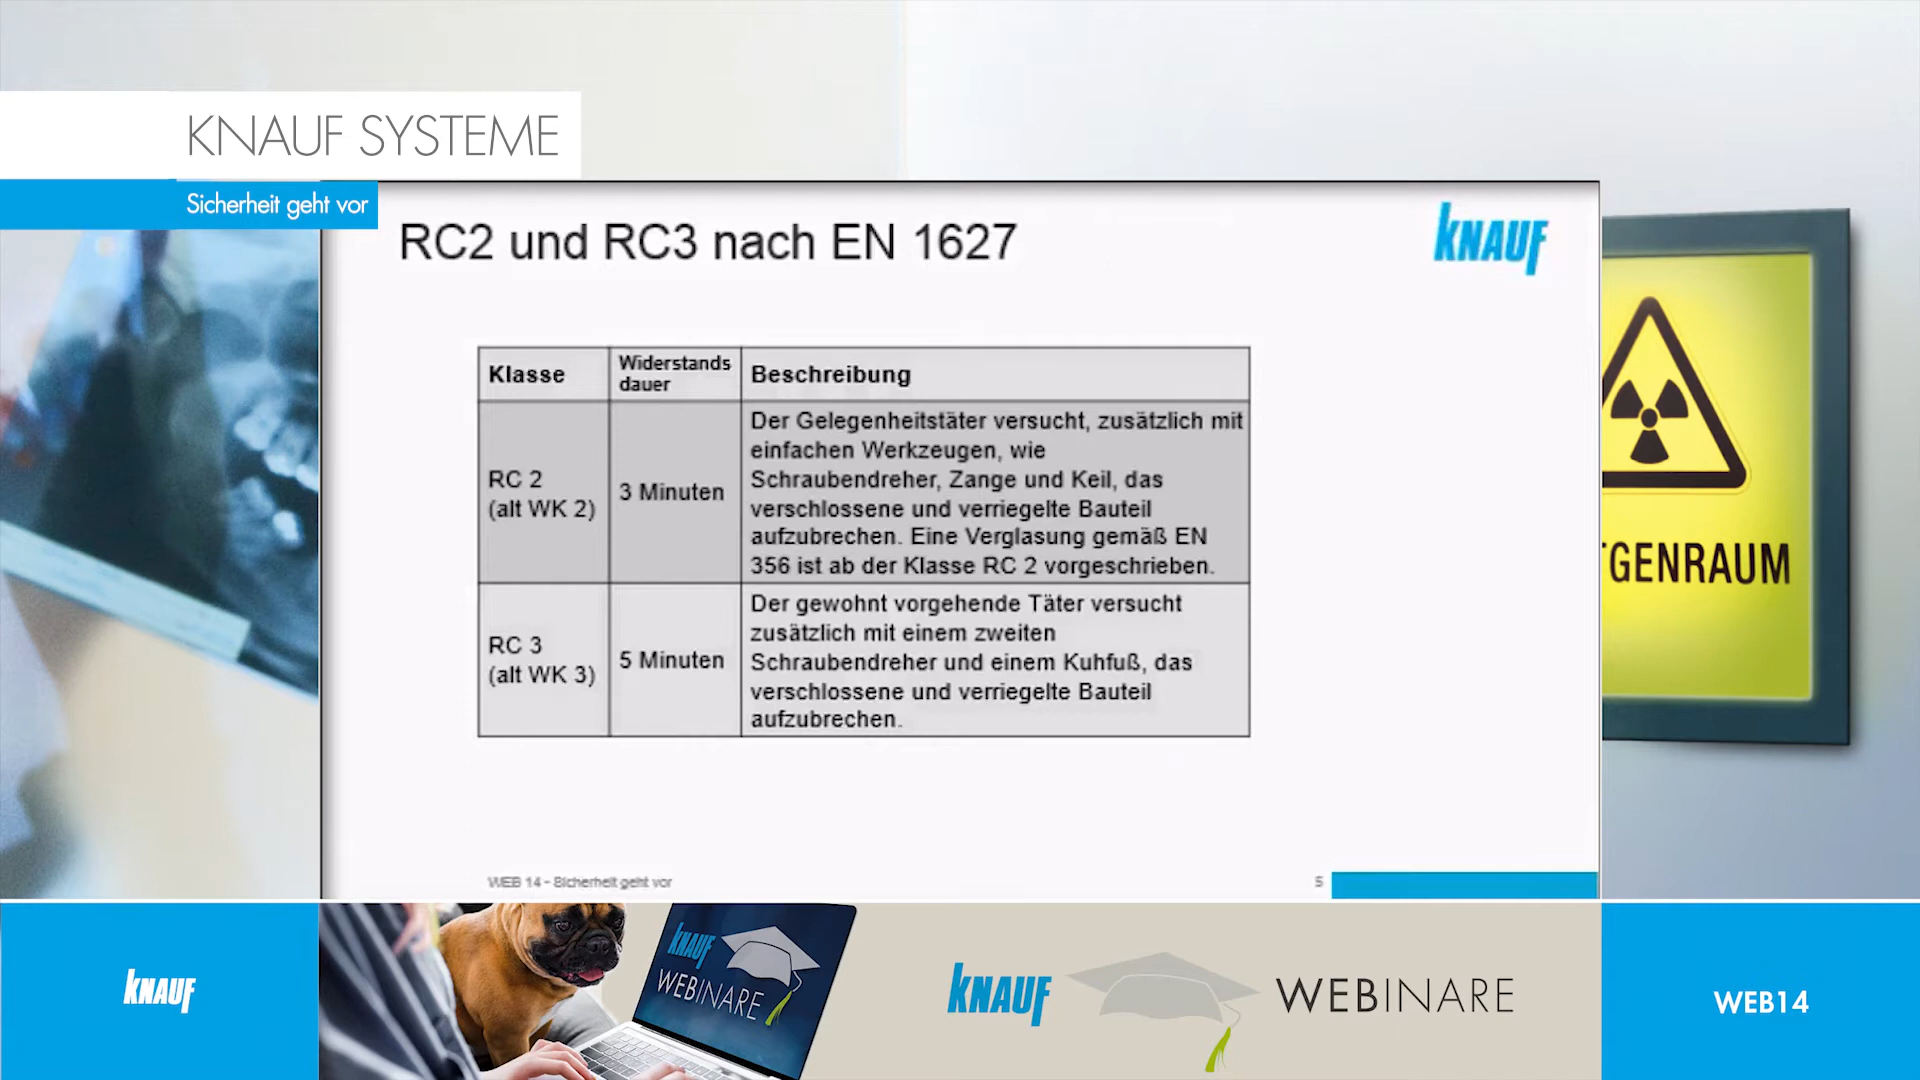 KNAUF SYSTEME
Sicherheit geht vor
RC2 und RC3 nach EN 1627
KNAUF
Klasse
Widerstands
dauer
Beschreibung
RC 2
(alt WK 2)
3 Minuten
Der Gelegenheitstäter versucht, zusätzlich mit
einfachen Werkzeugen, wie
Schraubendreher, Zange und Keil, das
verschlossene und verriegelte Bauteil
aufzubrechen. Eine Verglasung gemäß EN
356 ist ab der Klasse RC 2 vorgeschrieben.
RC 3
(alt WK 3)
5 Minuten
Der gewohnt vorgehende Täter versucht
zusätzlich mit einem zweiten
Schraubendreher und einem Kuhfuß, das
verschlossene und verriegelte Bauteil
aufzubrechen.
TGENRAUM
WEB 14 - Sicherheit geht vor
5
KNAUF
KNAUF
WEBINARE
KNAUF
WEBINARE
WEB14